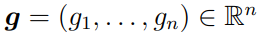 𝒈 = (g₁, . . . , gₙ) ∈ ℝⁿ